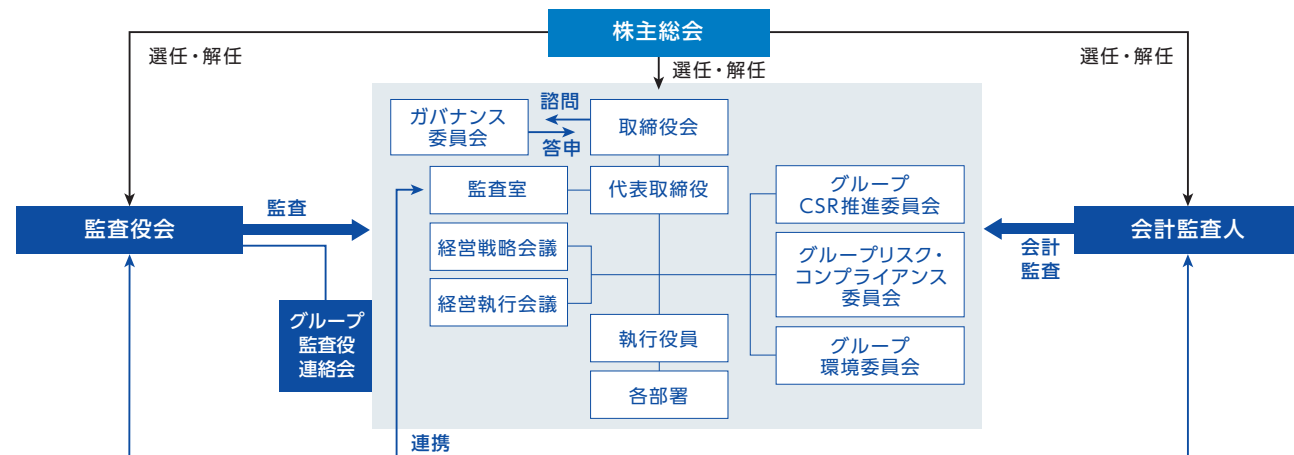 株主総会
選任・解任
選任・解任
選任・解任
ガバナンス
委員会
諮問
答申
取締役会
監査室
代表取締役
グループ
CSR推進委員会
監査役会
監査
会計監査人
会計
監査
経営戦略会議
経営執行会議
グループリスク・
コンプライアンス
委員会
グループ
監査役
連絡会
執行役員
グループ
環境委員会
各部署
連携